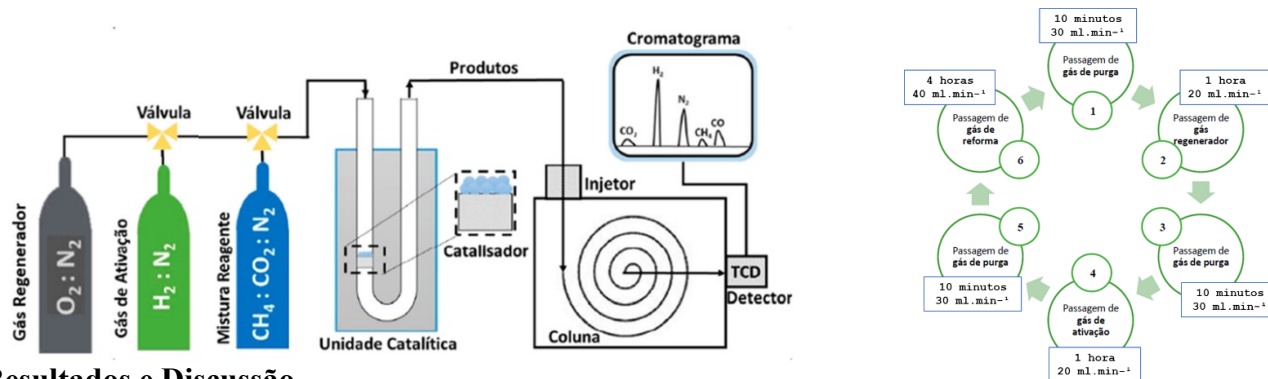 Cromatograma
H₂
N₂
CO₂
CH₄
CO
Produtos
Válvula
Válvula
Gás Regenerador
O₂ : N₂
Gás de Ativação
H₂ : N₂
Mistura Reagente
CH₄ : CO₂ : N₂
Catalisador
Unidade Catalítica
Injetor
Coluna
TCD
Detector
10 minutos
30 ml.min-¹
Passagem de
gás de purga
1
1 hora
20 ml.min-¹
Passagem de
gás
regenerador
2
3
Passagem de
gás de purga
10 minutos
30 ml.min-¹
4
Passagem de
gás de
ativação
1 hora
20 ml.min-¹
5
Passagem de
gás de purga
10 minutos
30 ml.min-¹
4 horas
40 ml.min-¹
Passagem de
gás de
reforma
6
Resultados e Discussão